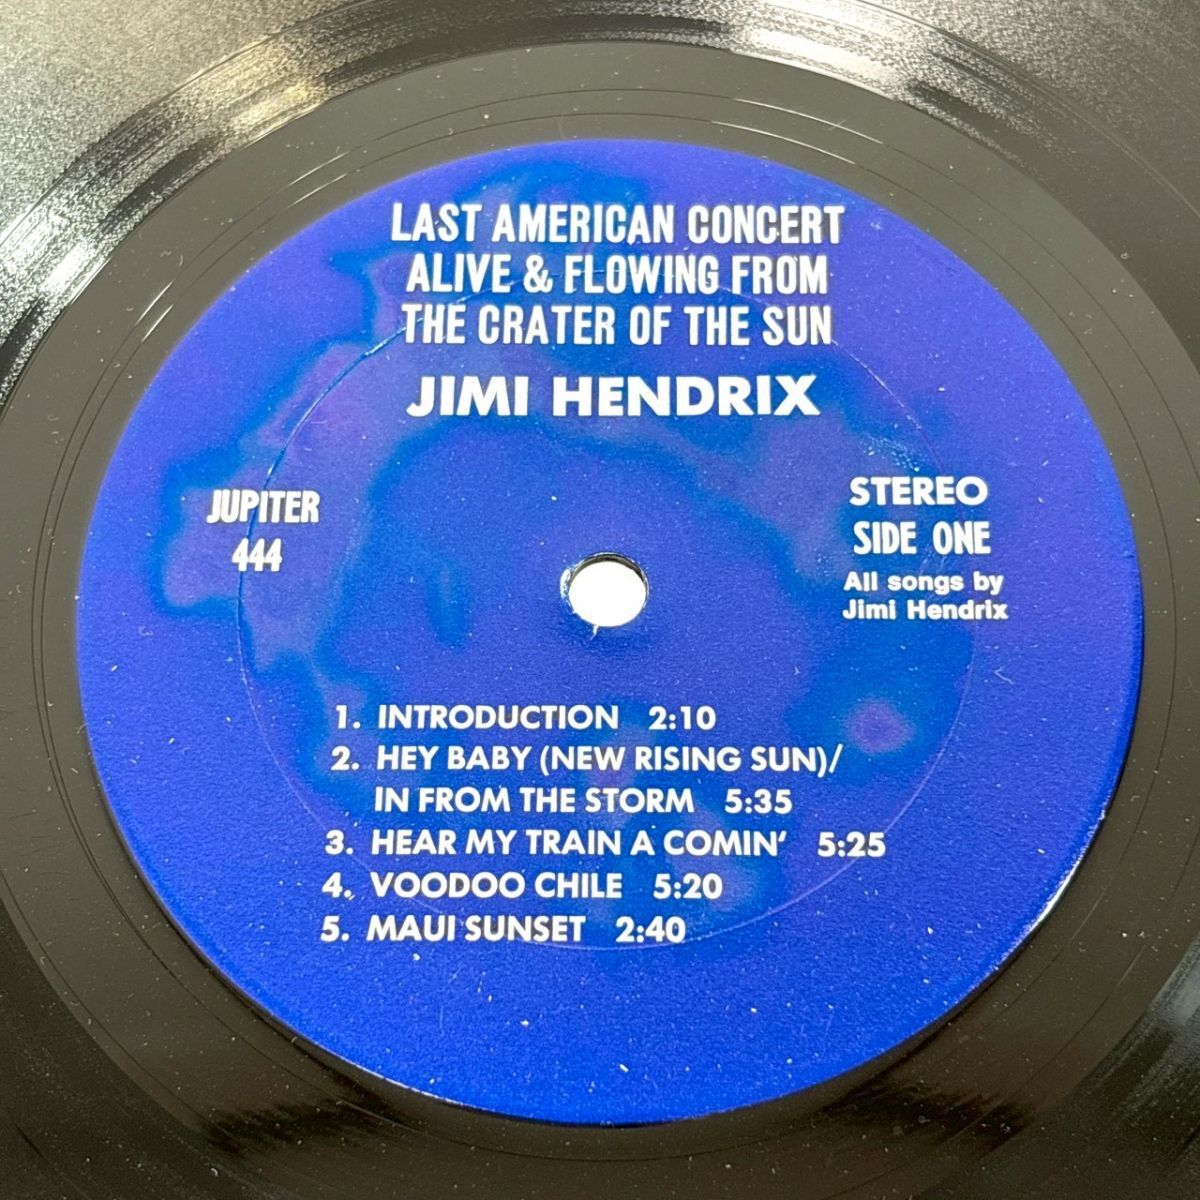 LAST AMERICAN CONCERT
ALIVE & FLOWING FROM
THE CRATER OF THE SUN
JIMI HENDRIX
JUPITER
444
STEREO
SIDE ONE
All songs by
Jimi Hendrix
1. INTRODUCTION 2:10
2. HEY BABY (NEW RISING SUN)/
IN FROM THE STORM 5:35
3. HEAR MY TRAIN A COMIN' 5:25
4. VOODOO CHILE 5:20
5. MAUI SUNSET 2:40